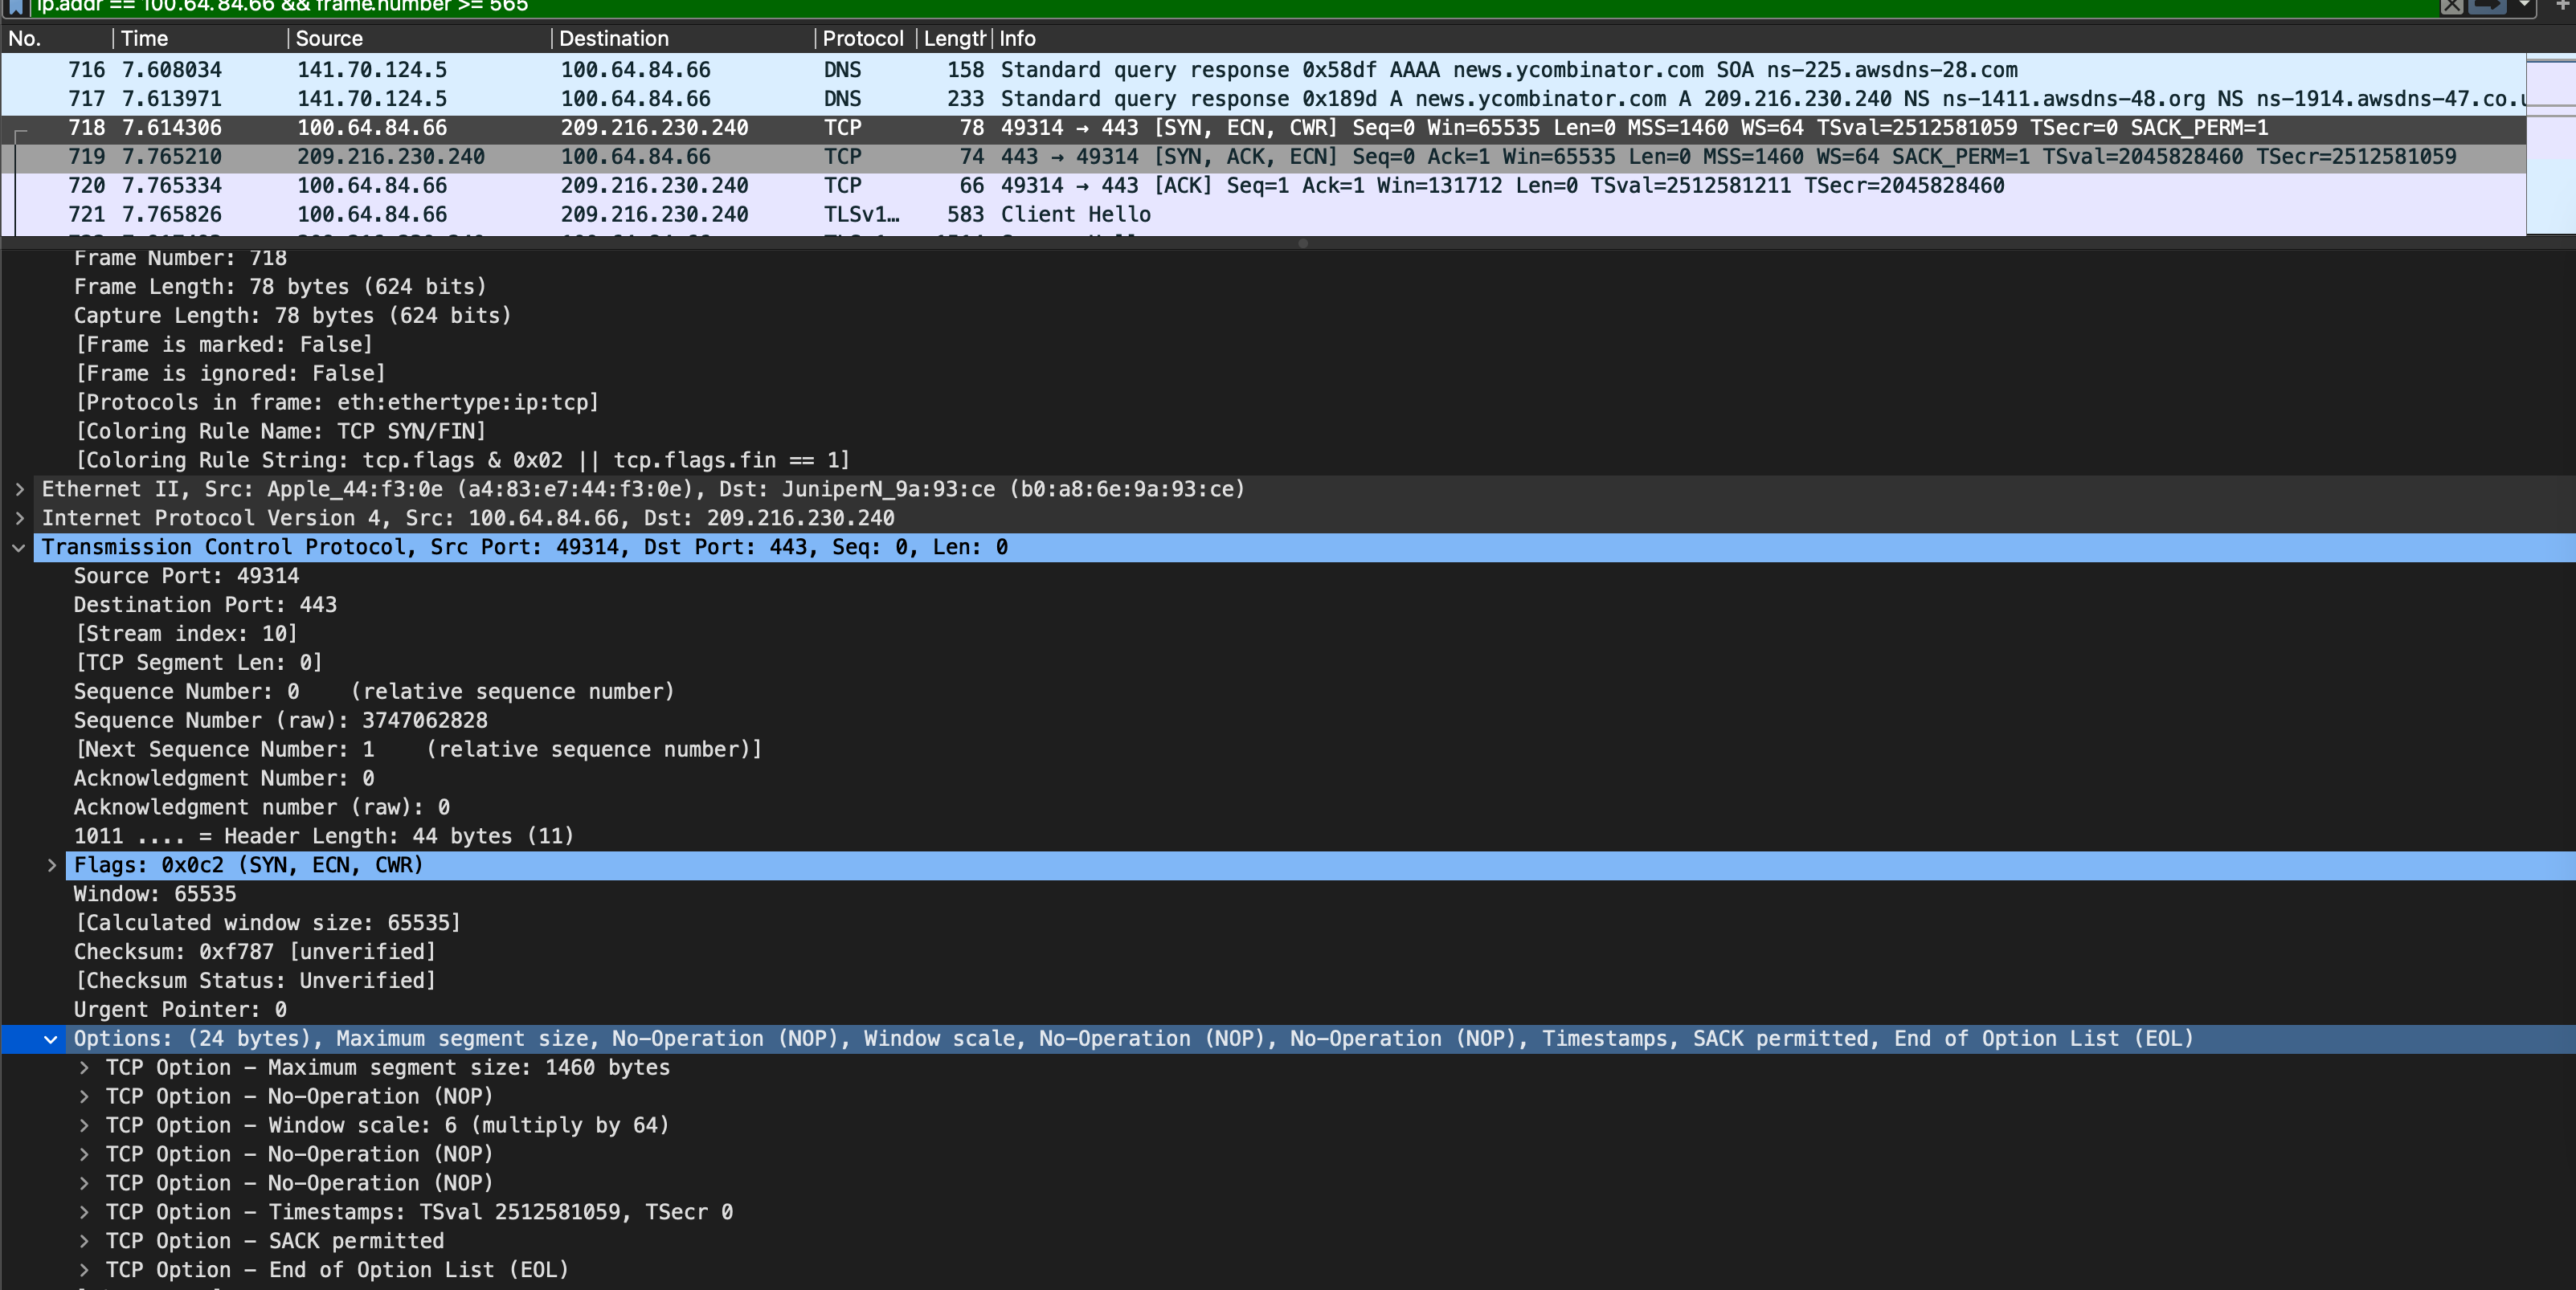 ip.addr == 100.64.84.66 && frame.number >= 565
No. Time Source Destination Protocol Length Info
716 7.608034 141.70.124.5 100.64.84.66 DNS 158 Standard query response 0x58df AAAA news.ycombinator.com SOA ns-225.awsdns-28.com
717 7.613971 141.70.124.5 100.64.84.66 DNS 233 Standard query response 0x189d A news.ycombinator.com A 209.216.230.240 NS ns-1411.awsdns-48.org NS ns-1914.awsdns-47.co.u
718 7.614306 100.64.84.66 209.216.230.240 TCP 78 49314 → 443 [SYN, ECN, CWR] Seq=0 Win=65535 Len=0 MSS=1460 WS=64 TSval=2512581059 TSecr=0 SACK_PERM=1
719 7.765210 209.216.230.240 100.64.84.66 TCP 74 443 → 49314 [SYN, ACK, ECN] Seq=0 Ack=1 Win=65535 Len=0 MSS=1460 WS=64 SACK_PERM=1 TSval=2045828460 TSecr=2512581059
720 7.765334 100.64.84.66 209.216.230.240 TCP 66 49314 → 443 [ACK] Seq=1 Ack=1 Win=131712 Len=0 TSval=2512581211 TSecr=2045828460
721 7.765826 100.64.84.66 209.216.230.240 TLSv1… 583 Client Hello
Frame Number: 718
Frame Length: 78 bytes (624 bits)
Capture Length: 78 bytes (624 bits)
[Frame is marked: False]
[Frame is ignored: False]
[Protocols in frame: eth:ethertype:ip:tcp]
[Coloring Rule Name: TCP SYN/FIN]
[Coloring Rule String: tcp.flags & 0x02 || tcp.flags.fin == 1]
Ethernet II, Src: Apple_44:f3:0e (a4:83:e7:44:f3:0e), Dst: JuniperN_9a:93:ce (b0:a8:6e:9a:93:ce)
Internet Protocol Version 4, Src: 100.64.84.66, Dst: 209.216.230.240
Transmission Control Protocol, Src Port: 49314, Dst Port: 443, Seq: 0, Len: 0
Source Port: 49314
Destination Port: 443
[Stream index: 10]
[TCP Segment Len: 0]
Sequence Number: 0 (relative sequence number)
Sequence Number (raw): 3747062828
[Next Sequence Number: 1 (relative sequence number)]
Acknowledgment Number: 0
Acknowledgment number (raw): 0
1011 .... = Header Length: 44 bytes (11)
Flags: 0x0c2 (SYN, ECN, CWR)
Window: 65535
[Calculated window size: 65535]
Checksum: 0xf787 [unverified]
[Checksum Status: Unverified]
Urgent Pointer: 0
Options: (24 bytes), Maximum segment size, No-Operation (NOP), Window scale, No-Operation (NOP), No-Operation (NOP), Timestamps, SACK permitted, End of Option List (EOL)
TCP Option – Maximum segment size: 1460 bytes
TCP Option – No-Operation (NOP)
TCP Option – Window scale: 6 (multiply by 64)
TCP Option – No-Operation (NOP)
TCP Option – No-Operation (NOP)
TCP Option – Timestamps: TSval 2512581059, TSecr 0
TCP Option – SACK permitted
TCP Option – End of Option List (EOL)